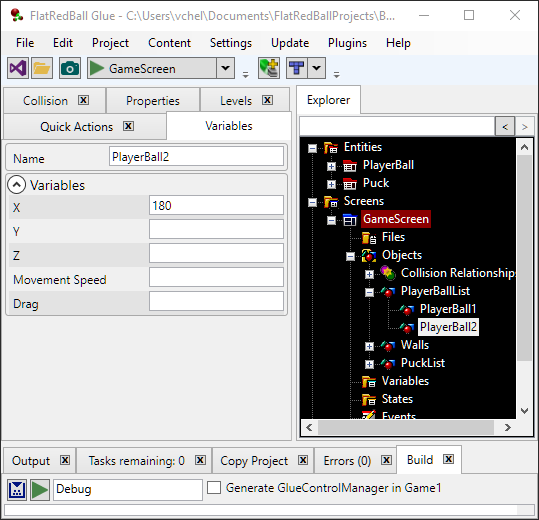 FlatRedBall Glue - C:\Users\vchel\Documents\FlatRedBallProjects\B...
File Edit Project Content Settings Update Plugins Help
GameScreen
Collision Properties Levels
Quick Actions Variables
Name PlayerBall2
Variables
X 180
Y
Z
Movement Speed
Drag
Explorer
< >
Entities
PlayerBall
Puck
Screens
GameScreen
Files
Objects
Collision Relationships
PlayerBallList
PlayerBall1
PlayerBall2
Walls
PuckList
Variables
States
Events
Output Tasks remaining: 0 Copy Project Errors (0) Build
Debug Generate GlueControlManager in Game1